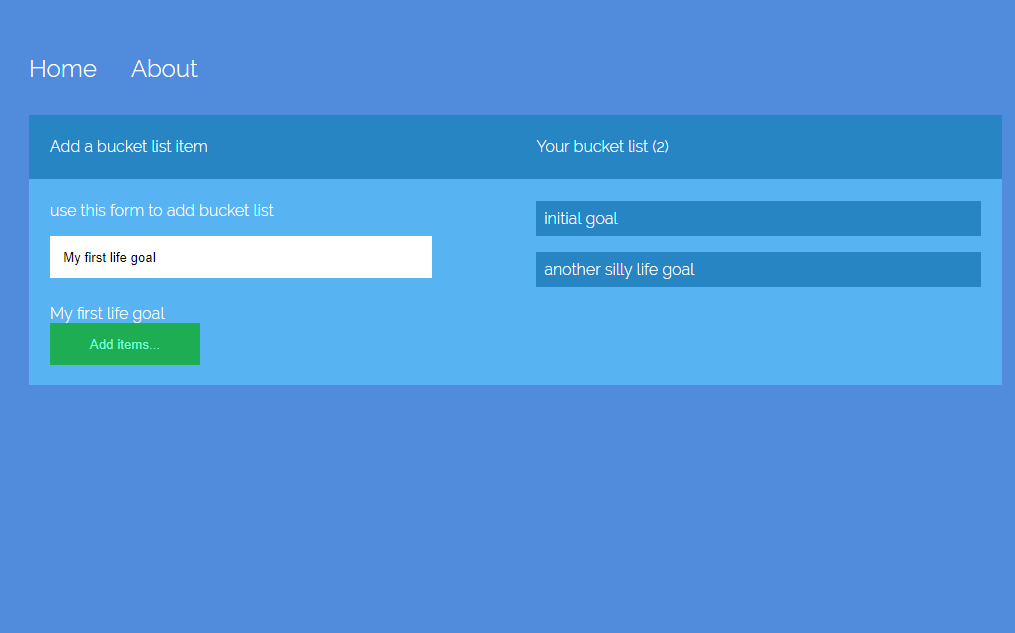 Home About
Add a bucket list item
Your bucket list (2)
use this form to add bucket list
My first life goal
My first life goal
Add items...
initial goal
another silly life goal